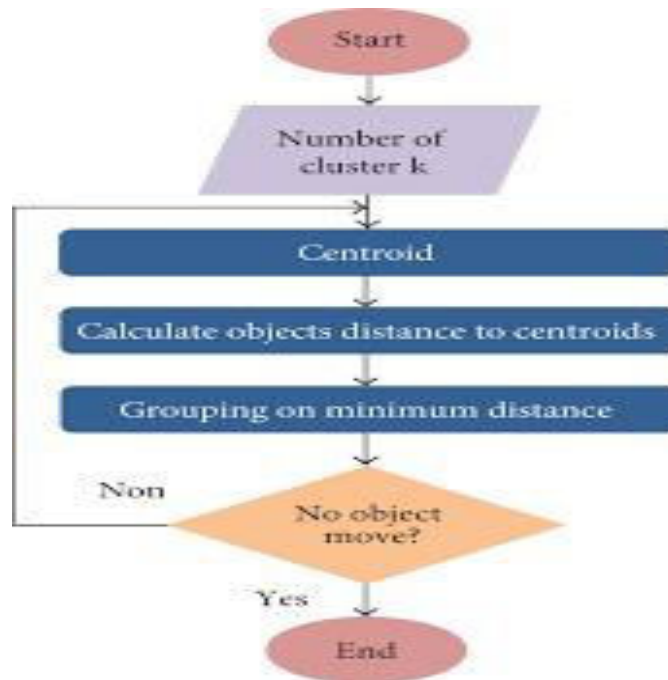 Start
Number of
cluster k
Centroid
Calculate objects distance to centroids
Grouping on minimum distance
Non
No object
move?
Yes
End